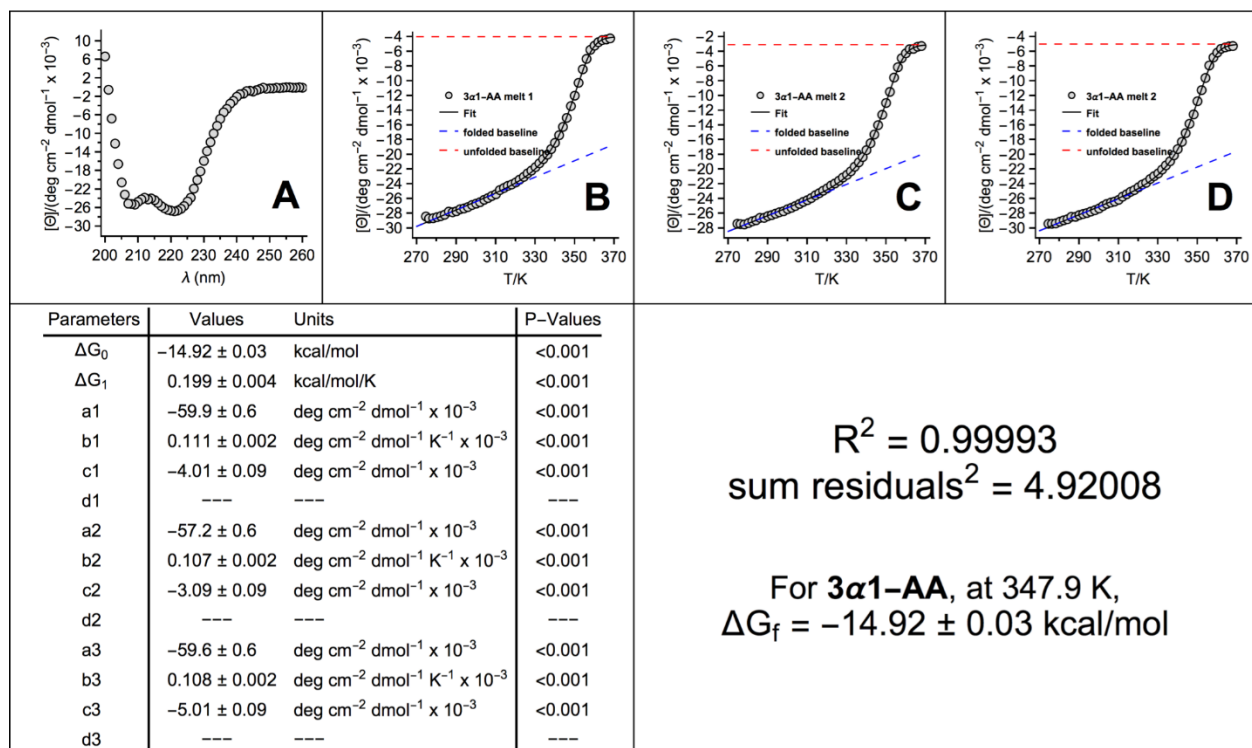 [Θ]/(deg cm⁻² dmol⁻¹ x 10⁻³)
10
6
2
−2
−6
−10
−14
−18
−22
−26
−30
200 210 220 230 240 250 260
λ (nm)
A
[Θ]/(deg cm⁻² dmol⁻¹ x 10⁻³)
−4
−6
−8
−10
−12
−14
−16
−18
−20
−22
−24
−26
−28
−30
3α1-AA melt 1
Fit
folded baseline
unfolded baseline
270 290 310 330 350 370
T/K
B
[Θ]/(deg cm⁻² dmol⁻¹ x 10⁻³)
−2
−4
−6
−8
−10
−12
−14
−16
−18
−20
−22
−24
−26
−28
3α1-AA melt 2
Fit
folded baseline
unfolded baseline
270 290 310 330 350 370
T/K
C
[Θ]/(deg cm⁻² dmol⁻¹ x 10⁻³)
−4
−6
−8
−10
−12
−14
−16
−18
−20
−22
−24
−26
−28
−30
3α1-AA melt 2
Fit
folded baseline
unfolded baseline
270 290 310 330 350 370
T/K
D
Parameters Values Units P−Values
ΔG₀ −14.92 ± 0.03 kcal/mol <0.001
ΔG₁ 0.199 ± 0.004 kcal/mol/K <0.001
a1 −59.9 ± 0.6 deg cm⁻² dmol⁻¹ x 10⁻³ <0.001
b1 0.111 ± 0.002 deg cm⁻² dmol⁻¹ K⁻¹ x 10⁻³ <0.001
c1 −4.01 ± 0.09 deg cm⁻² dmol⁻¹ x 10⁻³ <0.001
d1 −−− −−− −−−
a2 −57.2 ± 0.6 deg cm⁻² dmol⁻¹ x 10⁻³ <0.001
b2 0.107 ± 0.002 deg cm⁻² dmol⁻¹ K⁻¹ x 10⁻³ <0.001
c2 −3.09 ± 0.09 deg cm⁻² dmol⁻¹ x 10⁻³ <0.001
d2 −−− −−− −−−
a3 −59.6 ± 0.6 deg cm⁻² dmol⁻¹ x 10⁻³ <0.001
b3 0.108 ± 0.002 deg cm⁻² dmol⁻¹ K⁻¹ x 10⁻³ <0.001
c3 −5.01 ± 0.09 deg cm⁻² dmol⁻¹ x 10⁻³ <0.001
d3 −−− −−− −−−
R² = 0.99993
sum residuals² = 4.92008
For 3α1−AA, at 347.9 K,
ΔG_f = −14.92 ± 0.03 kcal/mol